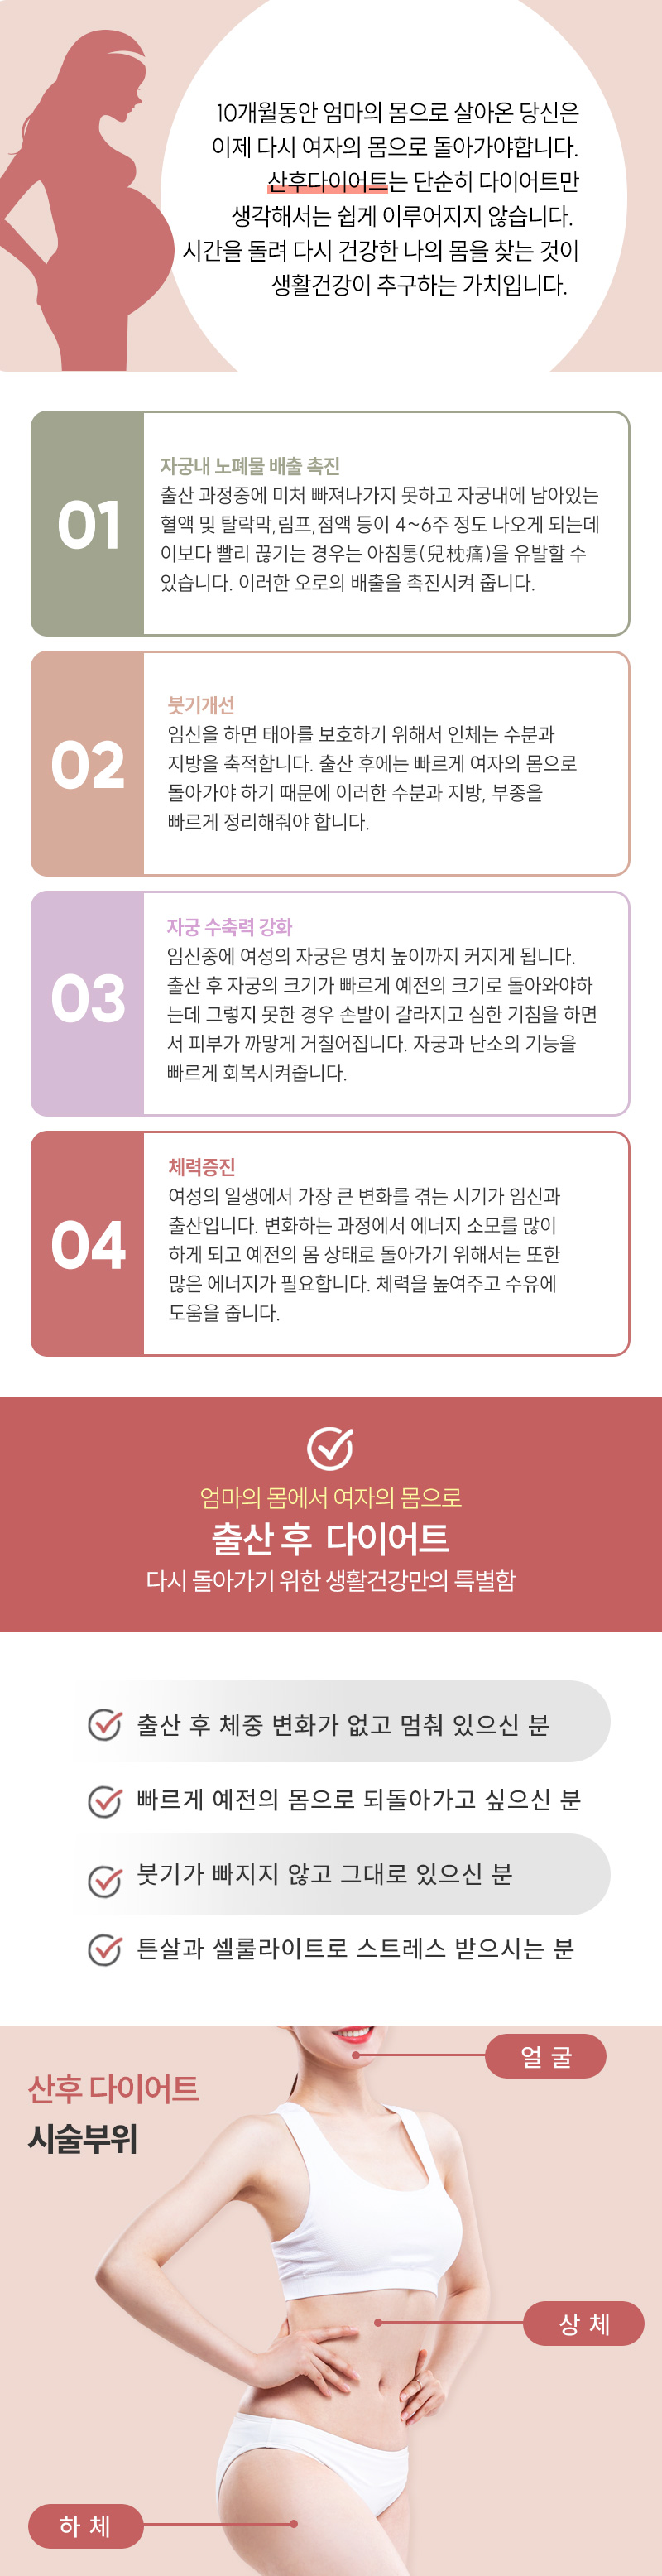 10개월동안 엄마의 몸으로 살아온 당신은
이제 다시 여자의 몸으로 돌아가야합니다.
산후다이어트는 단순히 다이어트만
생각해서는 쉽게 이루어지지 않습니다.
시간을 돌려 다시 건강한 나의 몸을 찾는 것이
생활건강이 추구하는 가치입니다.
01
자궁내 노폐물 배출 촉진
출산 과정중에 미처 빠져나가지 못하고 자궁내에 남아있는
혈액 및 탈락막,림프,점액 등이 4~6주 정도 나오게 되는데
이보다 빨리 끊기는 경우는 아침통(兒枕痛)을 유발할 수
있습니다. 이러한 오로의 배출을 촉진시켜 줍니다.
02
붓기개선
임신을 하면 태아를 보호하기 위해서 인체는 수분과
지방을 축적합니다. 출산 후에는 빠르게 여자의 몸으로
돌아가야 하기 때문에 이러한 수분과 지방, 부종을
빠르게 정리해줘야 합니다.
03
자궁 수축력 강화
임신중에 여성의 자궁은 명치 높이까지 커지게 됩니다.
출산 후 자궁의 크기가 빠르게 예전의 크기로 돌아와야하
는데 그렇지 못한 경우 손발이 갈라지고 심한 기침을 하면
서 피부가 까맣게 거칠어집니다. 자궁과 난소의 기능을
빠르게 회복시켜줍니다.
04
체력증진
여성의 일생에서 가장 큰 변화를 겪는 시기가 임신과
출산입니다. 변화하는 과정에서 에너지 소모를 많이
하게 되고 예전의 몸 상태로 돌아가기 위해서는 또한
많은 에너지가 필요합니다. 체력을 높여주고 수유에
도움을 줍니다.
엄마의 몸에서 여자의 몸으로
출산 후 다이어트
다시 돌아가기 위한 생활건강만의 특별함
출산 후 체중 변화가 없고 멈춰 있으신 분
빠르게 예전의 몸으로 되돌아가고 싶으신 분
붓기가 빠지지 않고 그대로 있으신 분
튼살과 셀룰라이트로 스트레스 받으시는 분
얼굴
산후 다이어트
시술부위
상체
하체